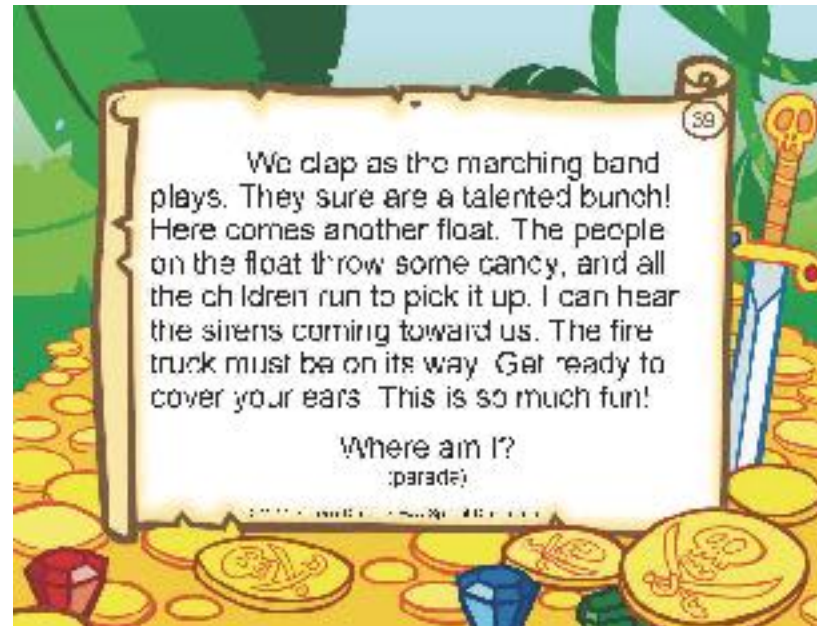 39
We clap as the marching band
plays. They sure are a talented bunch!
Here comes another float. The people
on the float throw some candy, and all
the children run to pick it up. I can hear
the sirens coming toward us. The fire
truck must be on its way. Get ready to
cover your ears. This is so much fun!
Where am I?
(parade)